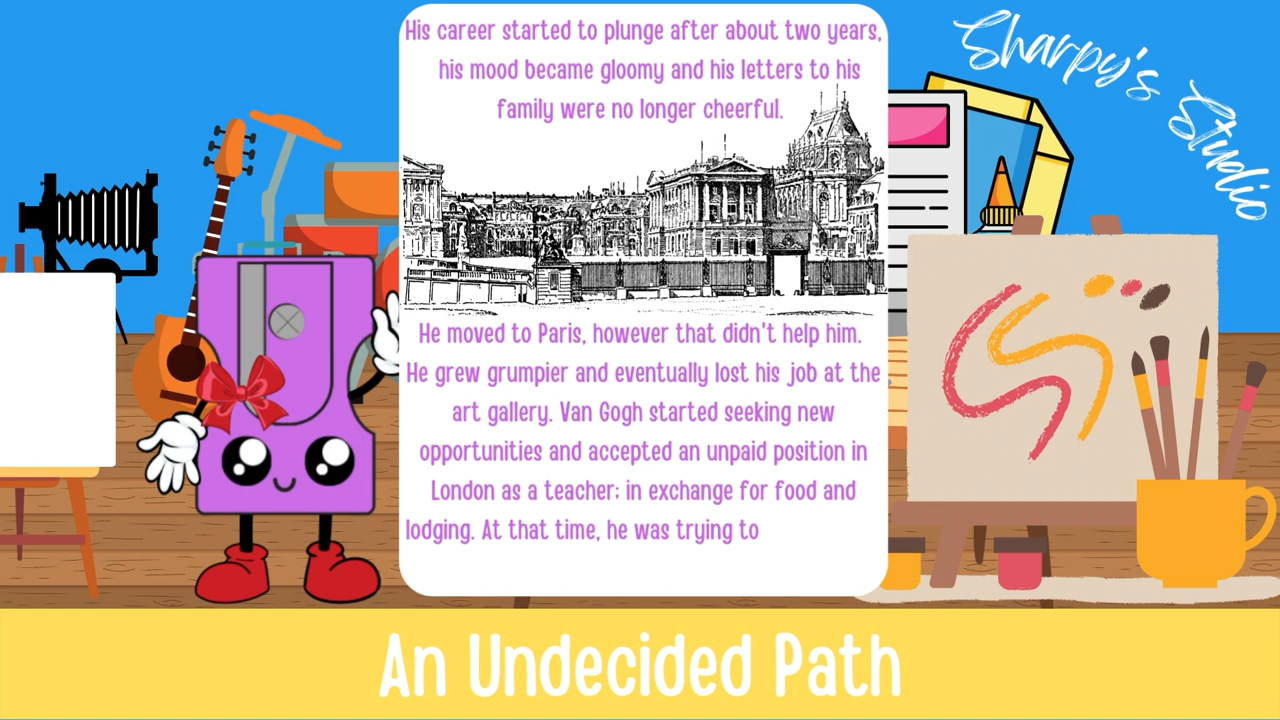 His career started to plunge after about two years,
his mood became gloomy and his letters to his
family were no longer cheerful.
Sharpy's Studio
He moved to Paris, however that didn't help him.
He grew grumpier and eventually lost his job at the
art gallery. Van Gogh started seeking new
opportunities and accepted an unpaid position in
London as a teacher; in exchange for food and
lodging. At that time, he was trying to
An Undecided Path